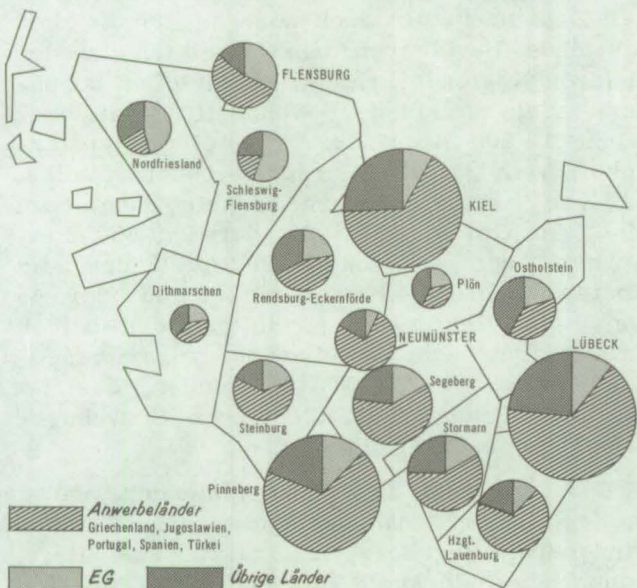 FLENSBURG
Nordfriesland
Schleswig-
Flensburg
KIEL
Rendsburg-Eckernförde
Plön
Ostholstein
Dithmarschen
NEUMÜNSTER
LÜBECK
Segeberg
Steinburg
Stormarn
Pinneberg
Hzgt.
Lauenburg
Anwerbeländer
Griechenland, Jugoslawien,
Portugal, Spanien, Türkei
EG
Übrige Länder